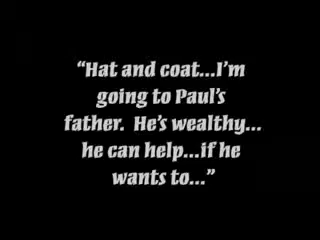 “Hat and coat...I’m
going to Paul’s
father.  He’s wealthy...
he can help...if he
wants to...”